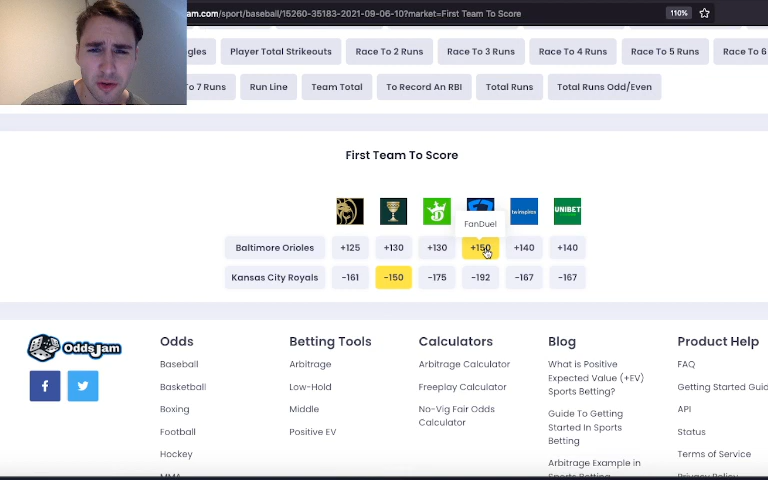 am.com/sport/baseball/15260-35183-2021-09-06-10?market=First Team To Score
110%
gles
Player Total Strikeouts
Race To 2 Runs
Race To 3 Runs
Race To 4 Runs
Race To 5 Runs
Race To 6
To 7 Runs
Run Line
Team Total
To Record An RBI
Total Runs
Total Runs Odd/Even
First Team To Score
twinspires
UNIBET
FanDuel
Baltimore Orioles +125 +130 +130 +150 +140 +140
Kansas City Royals -161 -150 -175 -192 -167 -167
OddsJam
Odds
Baseball
Basketball
Boxing
Football
Hockey
MMA
Betting Tools
Arbitrage
Low-Hold
Middle
Positive EV
Calculators
Arbitrage Calculator
Freeplay Calculator
No-Vig Fair Odds
Calculator
Blog
What is Positive
Expected Value (+EV)
Sports Betting?
Guide To Getting
Started In Sports
Betting
Arbitrage Example in
Sports Betting
Product Help
FAQ
Getting Started Guid
API
Status
Terms of Service
Privacy Policy